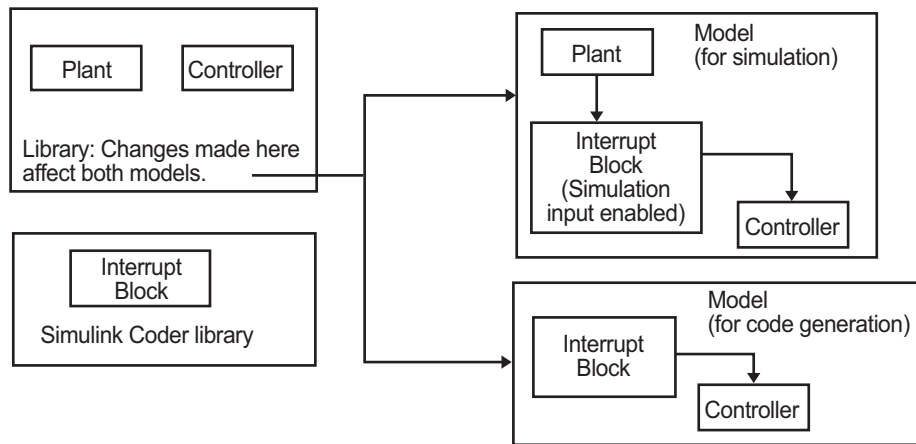 Plant
Controller
Library: Changes made here
affect both models.
Interrupt
Block
Simulink Coder library
Model
(for simulation)
Plant
Interrupt
Block
(Simulation
input enabled)
Controller
Model
(for code generation)
Interrupt
Block
Controller